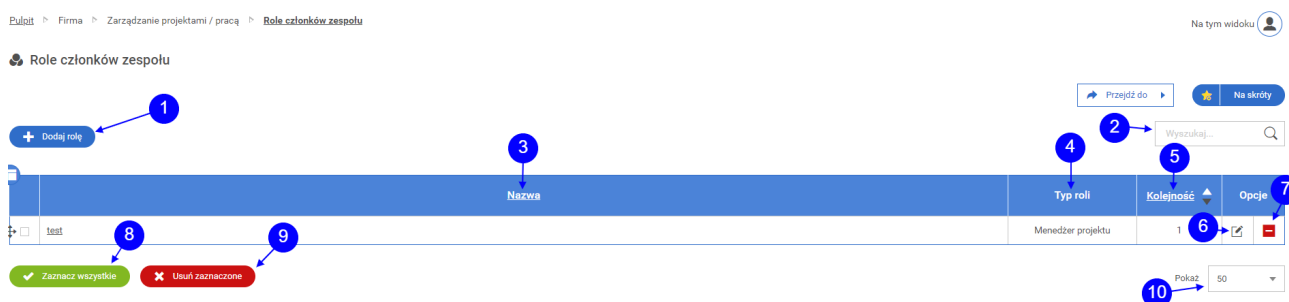 Pulpit Firma Zarządzanie projektami / pracą Role członków zespołu
Na tym widoku
Role członków zespołu
Przejdź do
Na skróty
1
2
Dodaj rolę
Wyszukaj...
3
4
5
7
Nazwa
Typ roli
Kolejność
Opcje
test
Menedżer projektu
1
6
8
9
Zaznacz wszystkie
Usuń zaznaczone
Pokaż
50
10